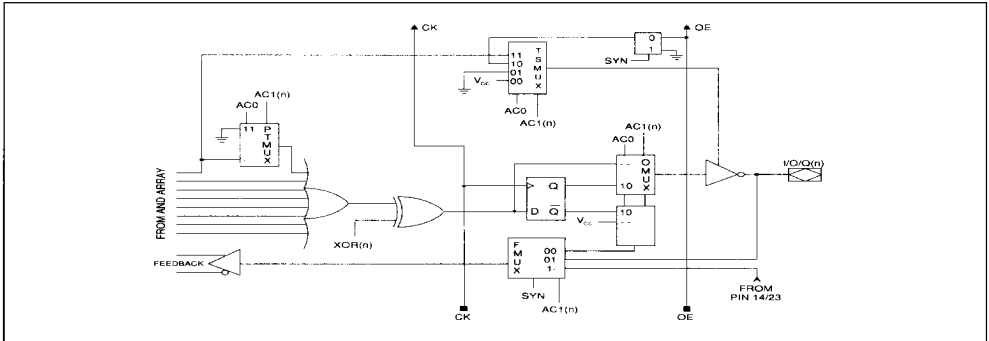 CK
OE
T
S
M
U
X
11
10
01
00
VCC
0
1
SYN
AC0
AC1(n)
AC1(n)
AC0
11
P
T
M
U
X
AC1(n)
AC0
O
M
U
X
10
I/O/Q(n)
FROM AND ARRAY
Q
D
Q
10
VCC
XOR(n)
F
M
U
X
00
01
1-
FEEDBACK
SYN
AC1(n)
FROM
PIN 14/23
CK
OE